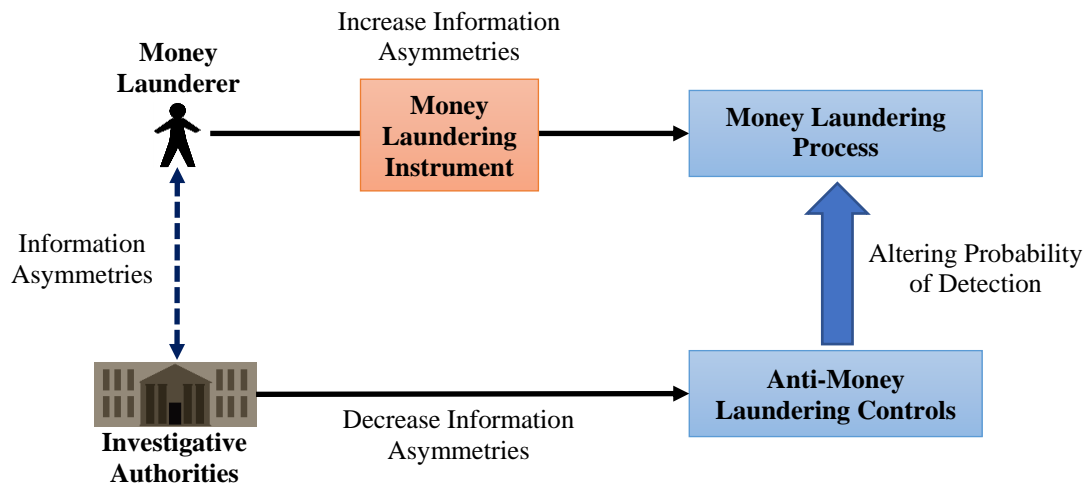 Increase Information
Asymmetries
Money
Launderer
Money
Laundering
Instrument
Money Laundering
Process
Information
Asymmetries
Altering Probability
of Detection
Anti-Money
Laundering Controls
Decrease Information
Asymmetries
Investigative
Authorities